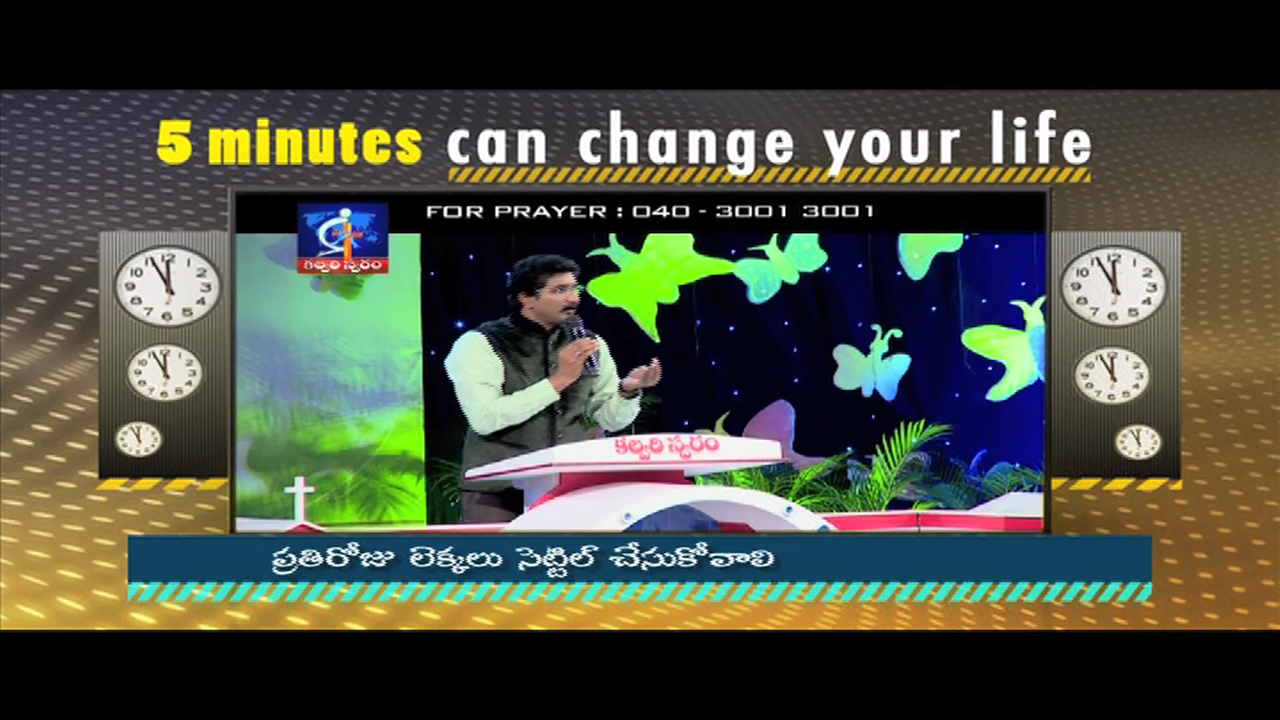 5 minutes can change your life
FOR PRAYER : 040 - 3001 3001
కల్వరి స్వరం
కల్వరి స్వరం
ప్రతిరోజు లెక్కలు సెట్టిల్ చేసుకోవాలి